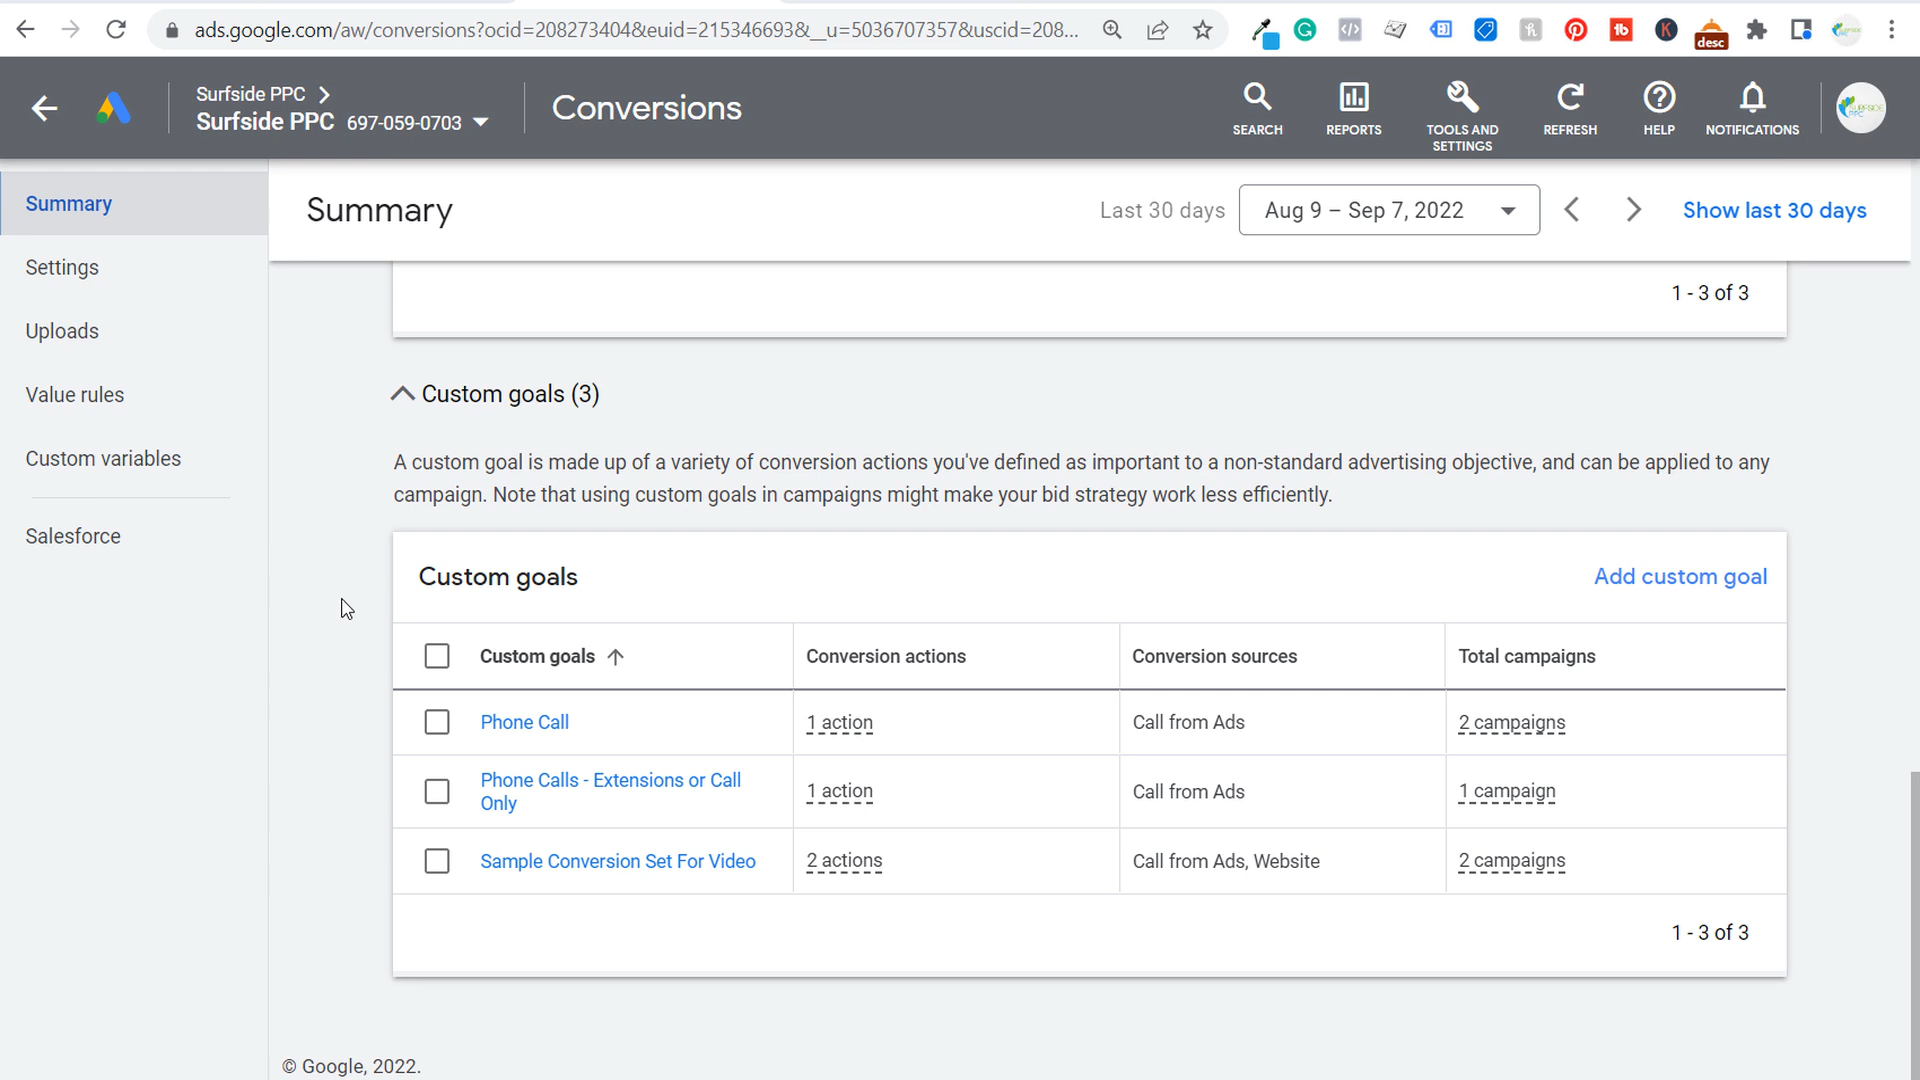 ads.google.com/aw/conversions?ocid=208273404&euid=215346693&__u=5036707357&uscid=208...
desc
Surfside PPC
Surfside PPC 697-059-0703
Conversions
SEARCH
REPORTS
TOOLS AND
SETTINGS
REFRESH
HELP
NOTIFICATIONS
SURFSIDE
PPC
Summary
Settings
Uploads
Value rules
Custom variables
Salesforce
Summary
Last 30 days
Aug 9 – Sep 7, 2022
Show last 30 days
1 - 3 of 3
Custom goals (3)
A custom goal is made up of a variety of conversion actions you've defined as important to a non-standard advertising objective, and can be applied to any
campaign. Note that using custom goals in campaigns might make your bid strategy work less efficiently.
Custom goals
Add custom goal
Custom goals Conversion actions Conversion sources Total campaigns
Phone Call 1 action Call from Ads 2 campaigns
Phone Calls - Extensions or Call
Only
1 action Call from Ads 1 campaign
Sample Conversion Set For Video 2 actions Call from Ads, Website 2 campaigns
1 - 3 of 3
© Google, 2022.